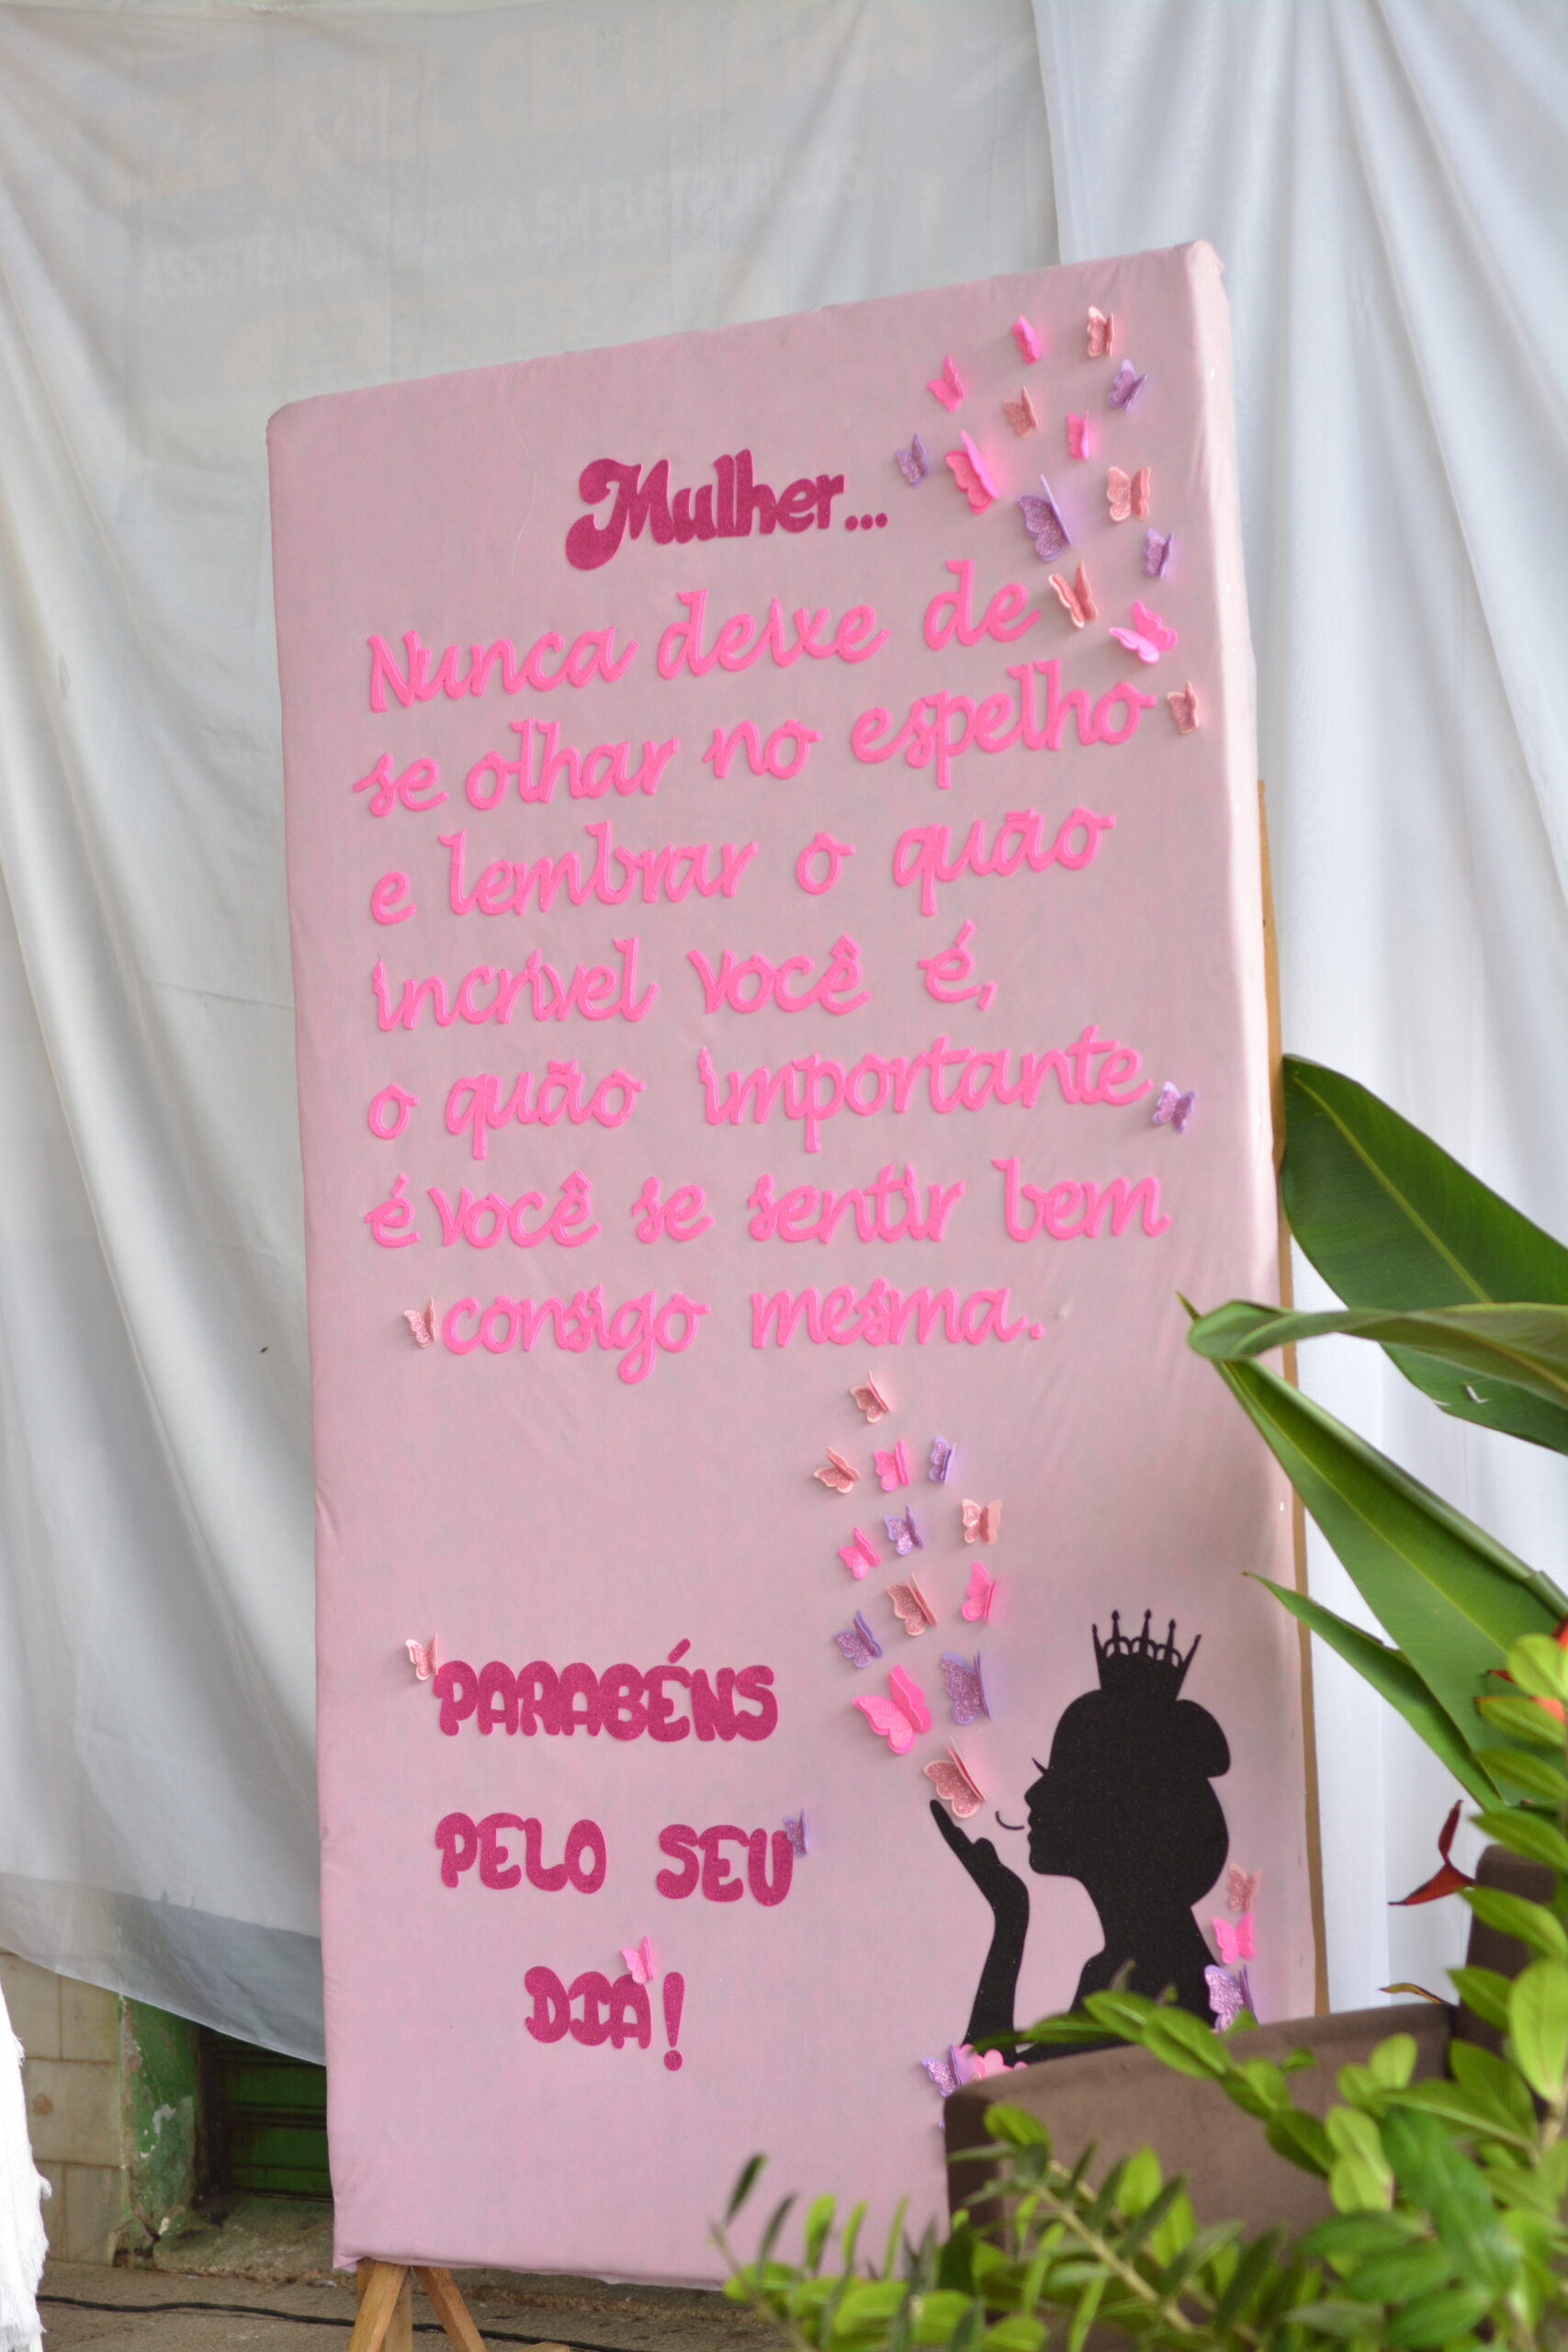 ASSISTEN
Mulher...
Nunca deixe de
se olhar no espelho
e lembrar o quão
incrível você é,
o quão importante
é você se sentir bem
consigo mesma.
PARABÉNS
PELO SEU
DIA!